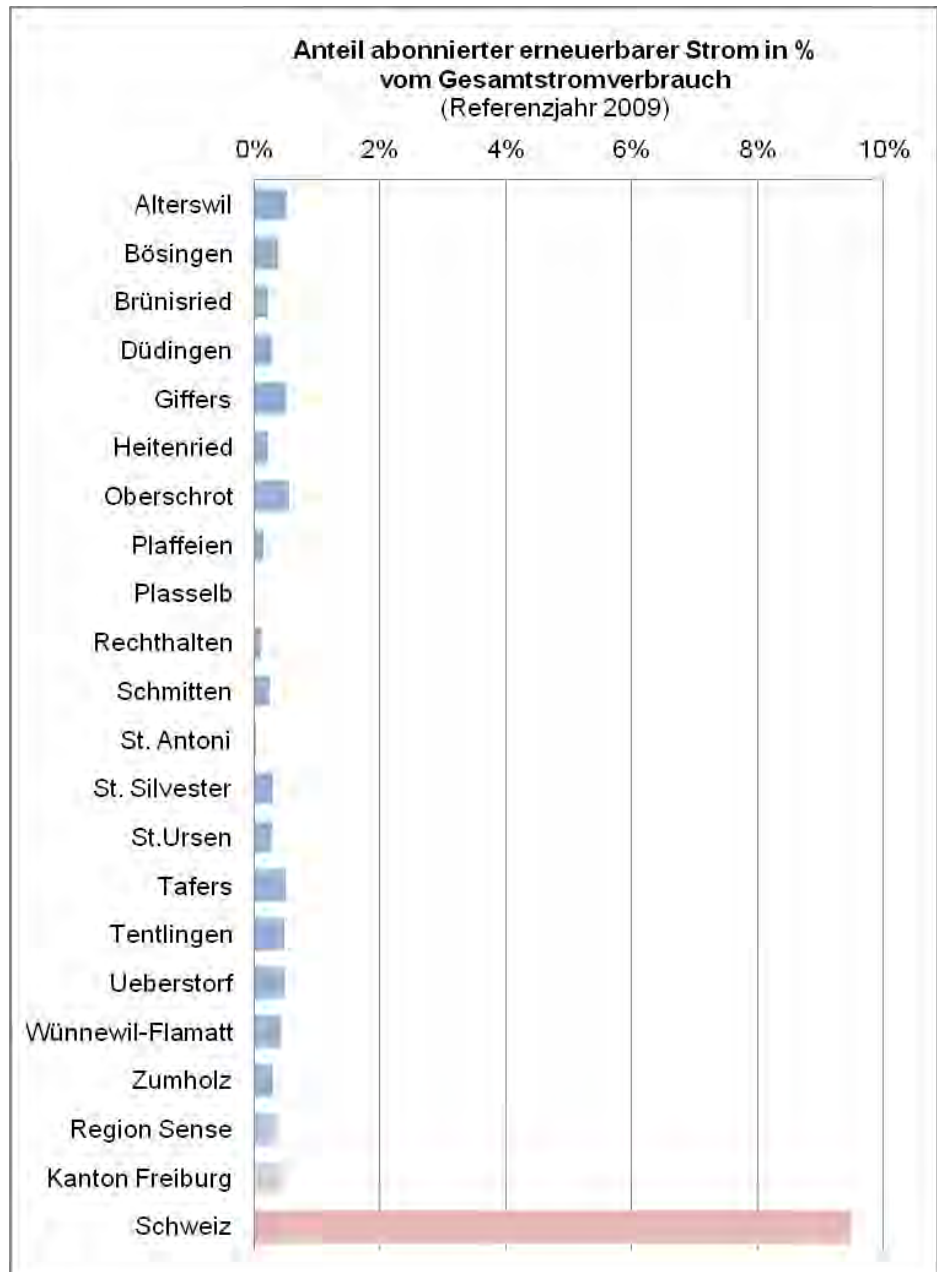 Anteil abonnierter erneuerbarer Strom in %
vom Gesamtstromverbrauch
(Referenzjahr 2009)
0% 2% 4% 6% 8% 10%
Alterswil
Bösingen
Brünisried
Düdingen
Giffers
Heitenried
Oberschrot
Plaffeien
Plasselb
Rechthalten
Schmitten
St. Antoni
St. Silvester
St.Ursen
Tafers
Tentlingen
Ueberstorf
Wünnewil-Flamatt
Zumholz
Region Sense
Kanton Freiburg
Schweiz